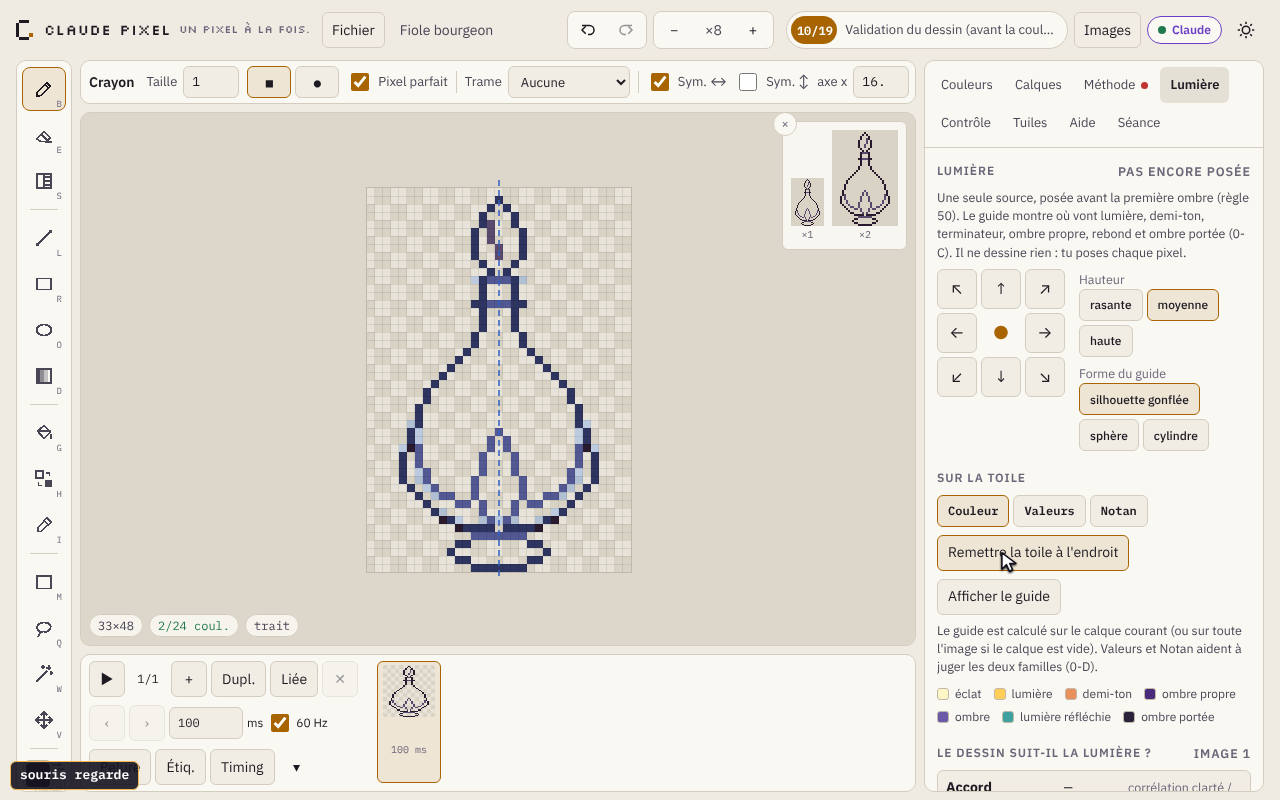 CLAUDE PIXEL UN PIXEL À LA FOIS. Fichier Fiole bourgeon − ×8 + 10/19 Validation du dessin (avant la coul… Images Claude
Crayon Taille 1 Pixel parfait Trame Aucune Sym. ↔ Sym. ↕ axe x 16.
B
E
S
L
R
O
D
G
H
I
M
Q
W
V
×
×1 ×2
33×48 2/24 coul. trait
1/1 + Dupl. Liée ×
‹ › 100 ms 60 Hz
Étiq. Timing ▼
100 ms
souris regarde
Couleurs Calques Méthode Lumière
Contrôle Tuiles Aide Séance
LUMIÈRE PAS ENCORE POSÉE
Une seule source, posée avant la première ombre (règle
50). Le guide montre où vont lumière, demi-ton,
terminateur, ombre propre, rebond et ombre portée (0-
C). Il ne dessine rien : tu poses chaque pixel.
↖ ↑ ↗
← →
↙ ↓ ↘
Hauteur
rasante moyenne
haute
Forme du guide
silhouette gonflée
sphère cylindre
SUR LA TOILE
Couleur Valeurs Notan
Remettre la toile à l'endroit
Afficher le guide
Le guide est calculé sur le calque courant (ou sur toute
l'image si le calque est vide). Valeurs et Notan aident à
juger les deux familles (0-D).
éclat lumière demi-ton ombre propre
ombre lumière réfléchie ombre portée
LE DESSIN SUIT-IL LA LUMIÈRE ? IMAGE 1
Accord — corrélation clarté /